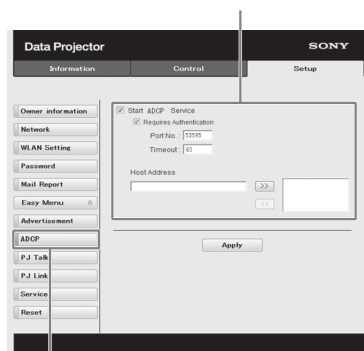 Data Projector SONY
Information Control Setup
Owner information
Network
WLAN Setting
Password
Mail Report
Easy Menu
Advertisement
ADCP
PJ Talk
PJ Link
Service
Reset
Start ADCP Service
Requires Authentication
Port No. : 53595
Timeout : 60
Host Address
>>
<<
Apply